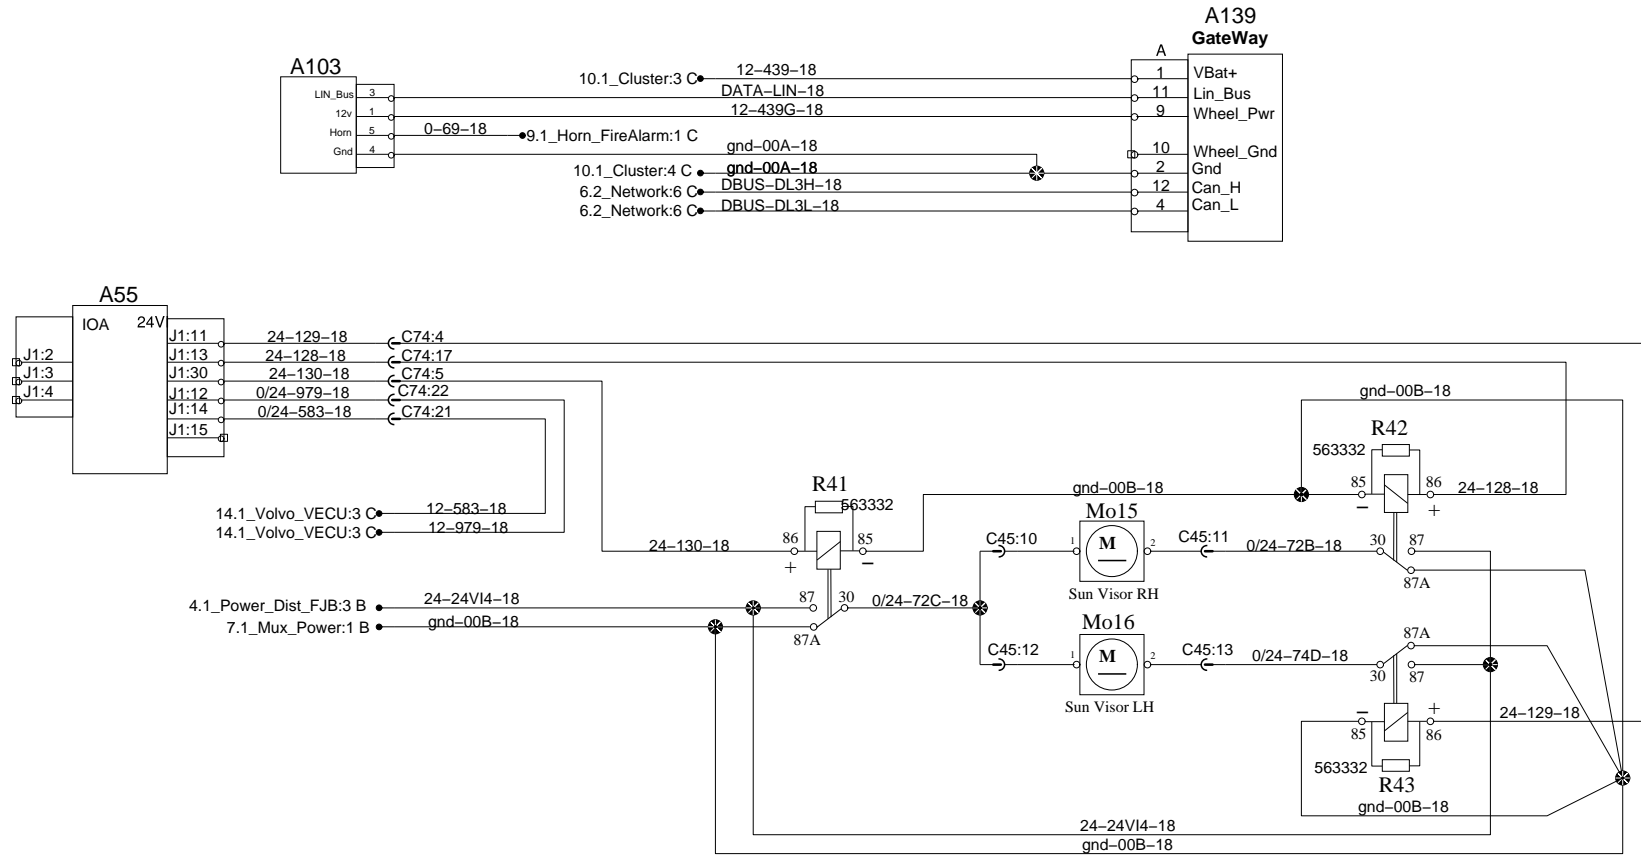 A139
GateWay
A
A103
LIN_Bus 3
12v 1
Horn 5
Gnd 4
0–69–18
9.1_Horn_FireAlarm:1 C
10.1_Cluster:3 C
12–439–18
DATA–LIN–18
12–439G–18
gnd–00A–18
10.1_Cluster:4 C
gnd–00A–18
6.2_Network:6 C
DBUS–DL3H–18
6.2_Network:6 C
DBUS–DL3L–18
1 VBat+
11 Lin_Bus
9 Wheel_Pwr
10 Wheel_Gnd
2 Gnd
12 Can_H
4 Can_L
A55
IOA 24V
J1:2
J1:3
J1:4
J1:11 24–129–18 C74:4
J1:13 24–128–18 C74:17
J1:30 24–130–18 C74:5
J1:12 0/24–979–18 C74:22
J1:14 0/24–583–18 C74:21
J1:15
14.1_Volvo_VECU:3 C 12–583–18
14.1_Volvo_VECU:3 C 12–979–18
R41
563332
24–130–18 86 85
+ –
4.1_Power_Dist_FJB:3 B 24–24VI4–18 87 30 0/24–72C–18
7.1_Mux_Power:1 B gnd–00B–18 87A
gnd–00B–18
gnd–00B–18
R42
563332
85 86 24–128–18
– +
Mo15
C45:10 1 M 2 C45:11 0/24–72B–18 30 87
87A
Sun Visor RH
Mo16
87A
C45:12 1 M 2 C45:13 0/24–74D–18 30 87
Sun Visor LH
– +
85 86 24–129–18
563332
R43
gnd–00B–18
24–24VI4–18
gnd–00B–18